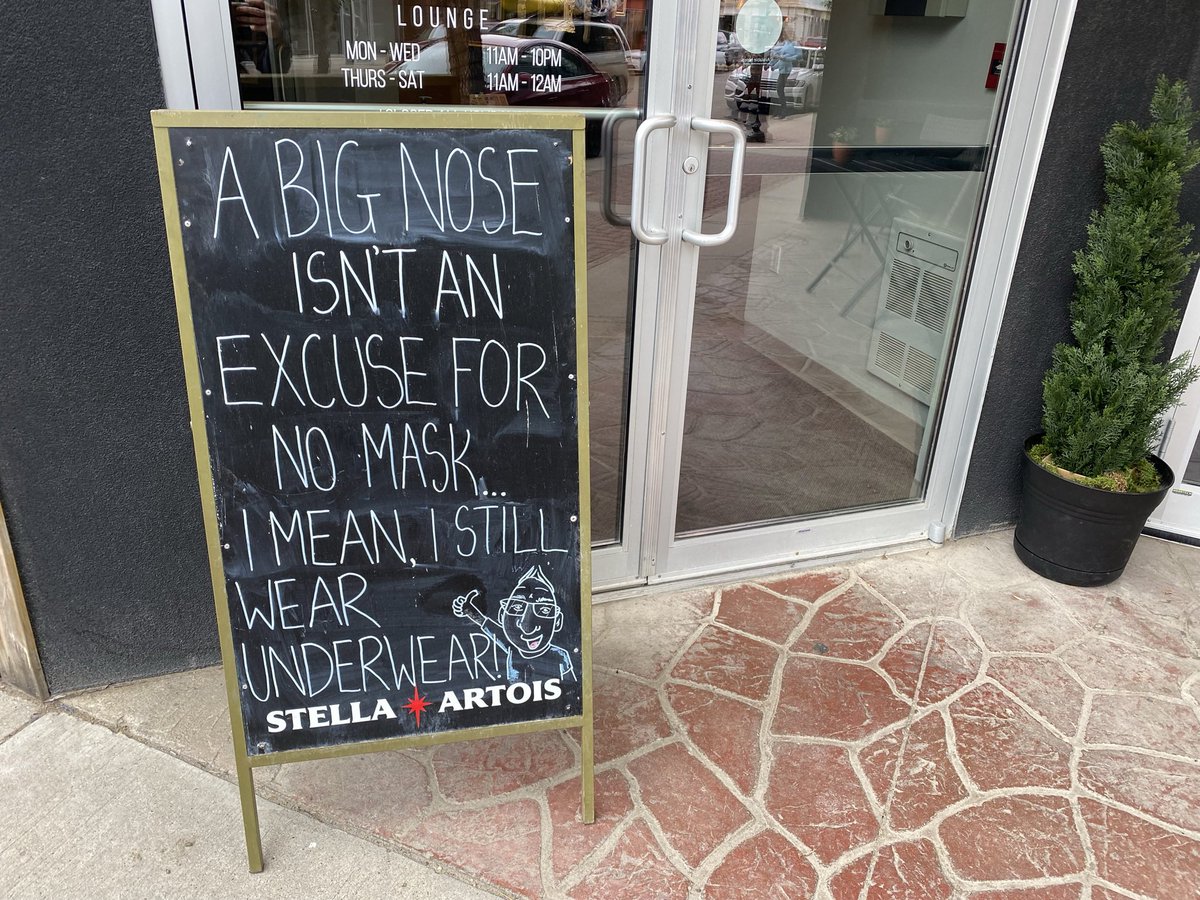 LOUNGE
MON - WED 11AM - 10PM
THURS - SAT 11AM - 12AM
A BIG NOSE
ISN'T AN
EXCUSE FOR
NO MASK...
I MEAN, I STILL
WEAR
UNDERWEAR!
STELLA ARTOIS